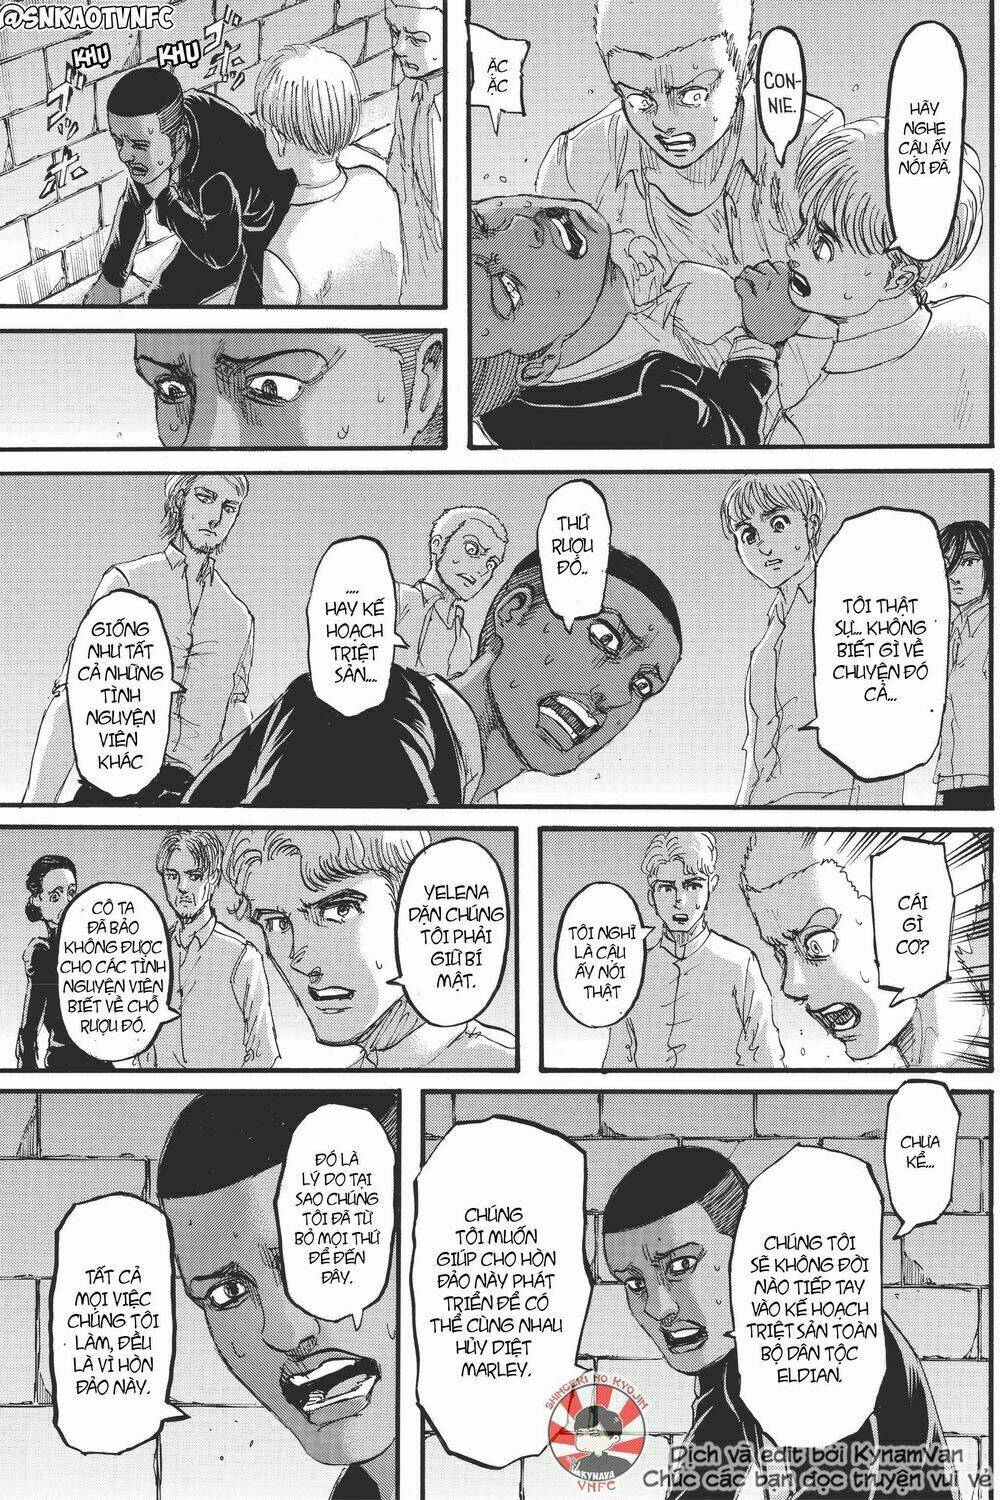 @SNKAOTVNFC
HÃY
NGHE
CẬU ẤY
NÓI ĐÃ.
CON-
NIE.
ẶC
ẶC
KHỤ
KHỤ
TÔI THẬT
SỰ... KHÔNG
BIẾT GÌ VỀ
CHUYỆN ĐÓ
CẢ...
THỨ
RƯỢU
ĐÓ..
....
HAY KẾ
HOẠCH
TRIỆT
SẢN....
GIỐNG
NHƯ TẤT
CẢ NHỮNG
TÌNH
NGUYỆN
VIÊN
KHÁC
CÁI
GÌ
CƠ?
TÔI NGHĨ
LÀ CẬU
ẤY NÓI
THẬT
YELENA
DẶN CHÚNG
TÔI PHẢI
GIỮ BÍ
MẬT.
CÔ TA
ĐÃ BẢO
KHÔNG ĐƯỢC
CHO CÁC TÌNH
NGUYỆN VIÊN
BIẾT VỀ CHỖ
RƯỢU ĐÓ.
CHƯA
KỂ...
CHÚNG TÔI
SẼ KHÔNG ĐỜI
NÀO TIẾP TAY
VÀO KẾ HOẠCH
TRIỆT SẢN TOÀN
BỘ DÂN TỘC
ELDIAN.
CHÚNG
TÔI MUỐN
GIÚP CHO HÒN
ĐẢO NÀY PHÁT
TRIỂN ĐỂ CÓ
THỂ CÙNG NHAU
HỦY DIỆT
MARLEY.
ĐÓ LÀ
LÝ DO TẠI
SAO CHÚNG
TÔI ĐÃ TỪ
BỎ MỌI THỨ
ĐỂ ĐẾN
ĐÂY.
TẤT CẢ
MỌI VIỆC
CHÚNG TÔI
LÀM, ĐỀU
LÀ VÌ HÒN
ĐẢO NÀY.
SHINGEKI NO KYOJIN
KYNAVA
VNFC
Dịch và edit bởi KynamVan
Chúc các bạn đọc truyện vui vẻ